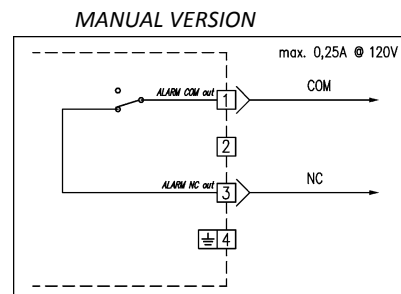 MANUAL VERSION
max. 0,25A @ 120V
ALARM COM out 1 COM
2
ALARM NC out 3 NC
4